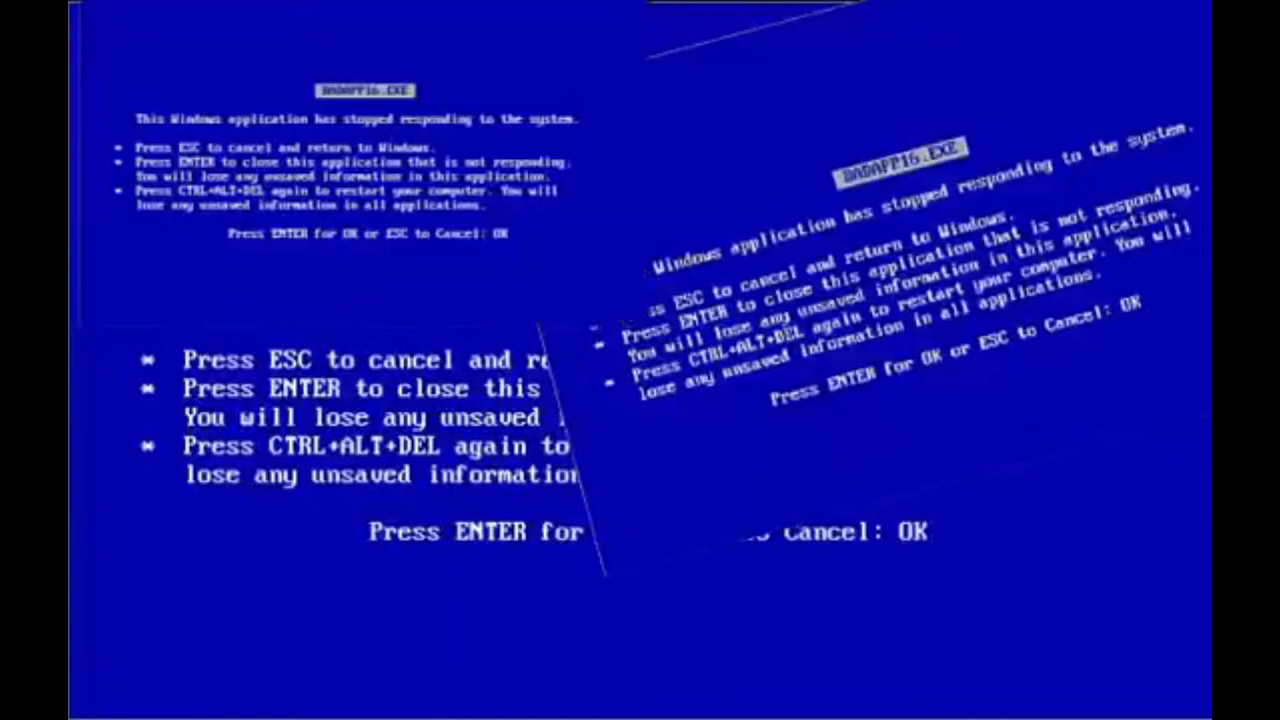 BADAPP16.EXE
This Windows application has stopped responding to the system.
* Press ESC to cancel and return to Windows.
* Press ENTER to close this application that is not responding.
You will lose any unsaved information in this application.
* Press CTRL+ALT+DEL again to restart your computer. You will
lose any unsaved information in all applications.
Press ENTER for OK or ESC to Cancel: OK
BADAPP16.EXE
Windows application has stopped responding to the system.
ss ESC to cancel and return to Windows.
* Press ENTER to close this application that is not responding.
You will lose any unsaved information in this application.
* Press CTRL+ALT+DEL again to restart your computer. You will
lose any unsaved information in all applications.
Press ENTER for OK or ESC to Cancel: OK
* Press ESC to cancel and re
* Press ENTER to close this
You will lose any unsaved
* Press CTRL+ALT+DEL again to
lose any unsaved information
Press ENTER for Cancel: OK